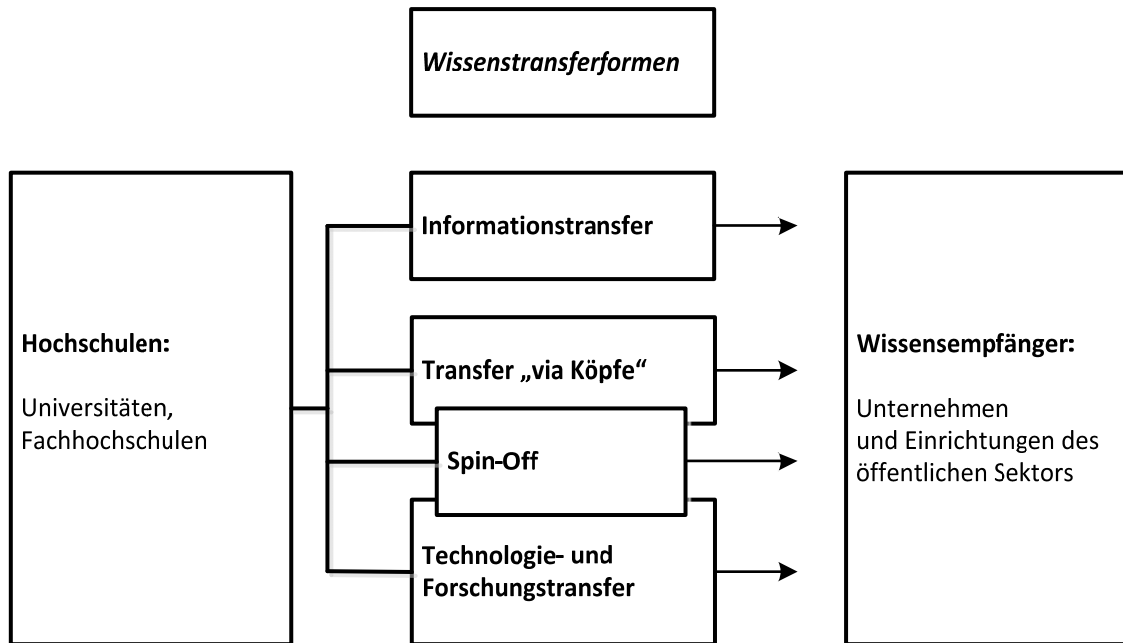 Wissenstransferformen
Hochschulen:
Universitäten,
Fachhochschulen
Informationstransfer
Transfer „via Köpfe“
Spin-Off
Technologie- und
Forschungstransfer
Wissensempfänger:
Unternehmen
und Einrichtungen des
öffentlichen Sektors